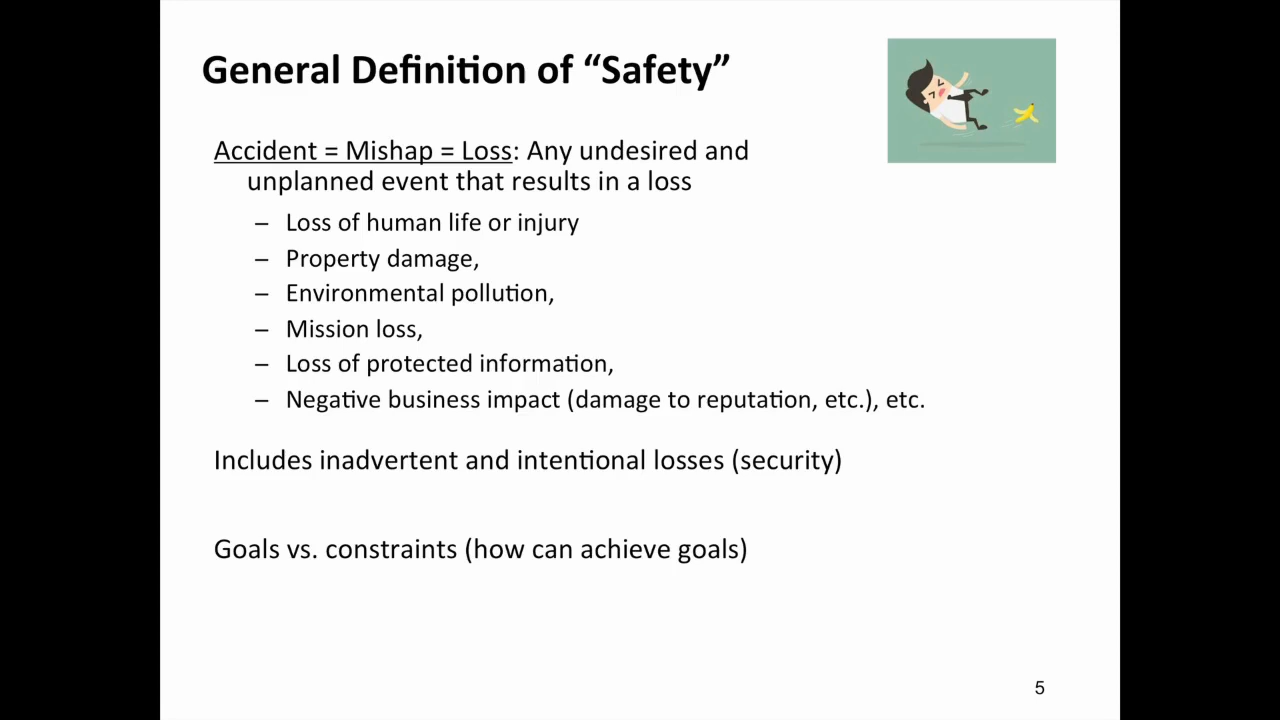 General Definition of “Safety”
Accident = Mishap = Loss: Any undesired and
unplanned event that results in a loss
– Loss of human life or injury
– Property damage,
– Environmental pollution,
– Mission loss,
– Loss of protected information,
– Negative business impact (damage to reputation, etc.), etc.
Includes inadvertent and intentional losses (security)
Goals vs. constraints (how can achieve goals)
5